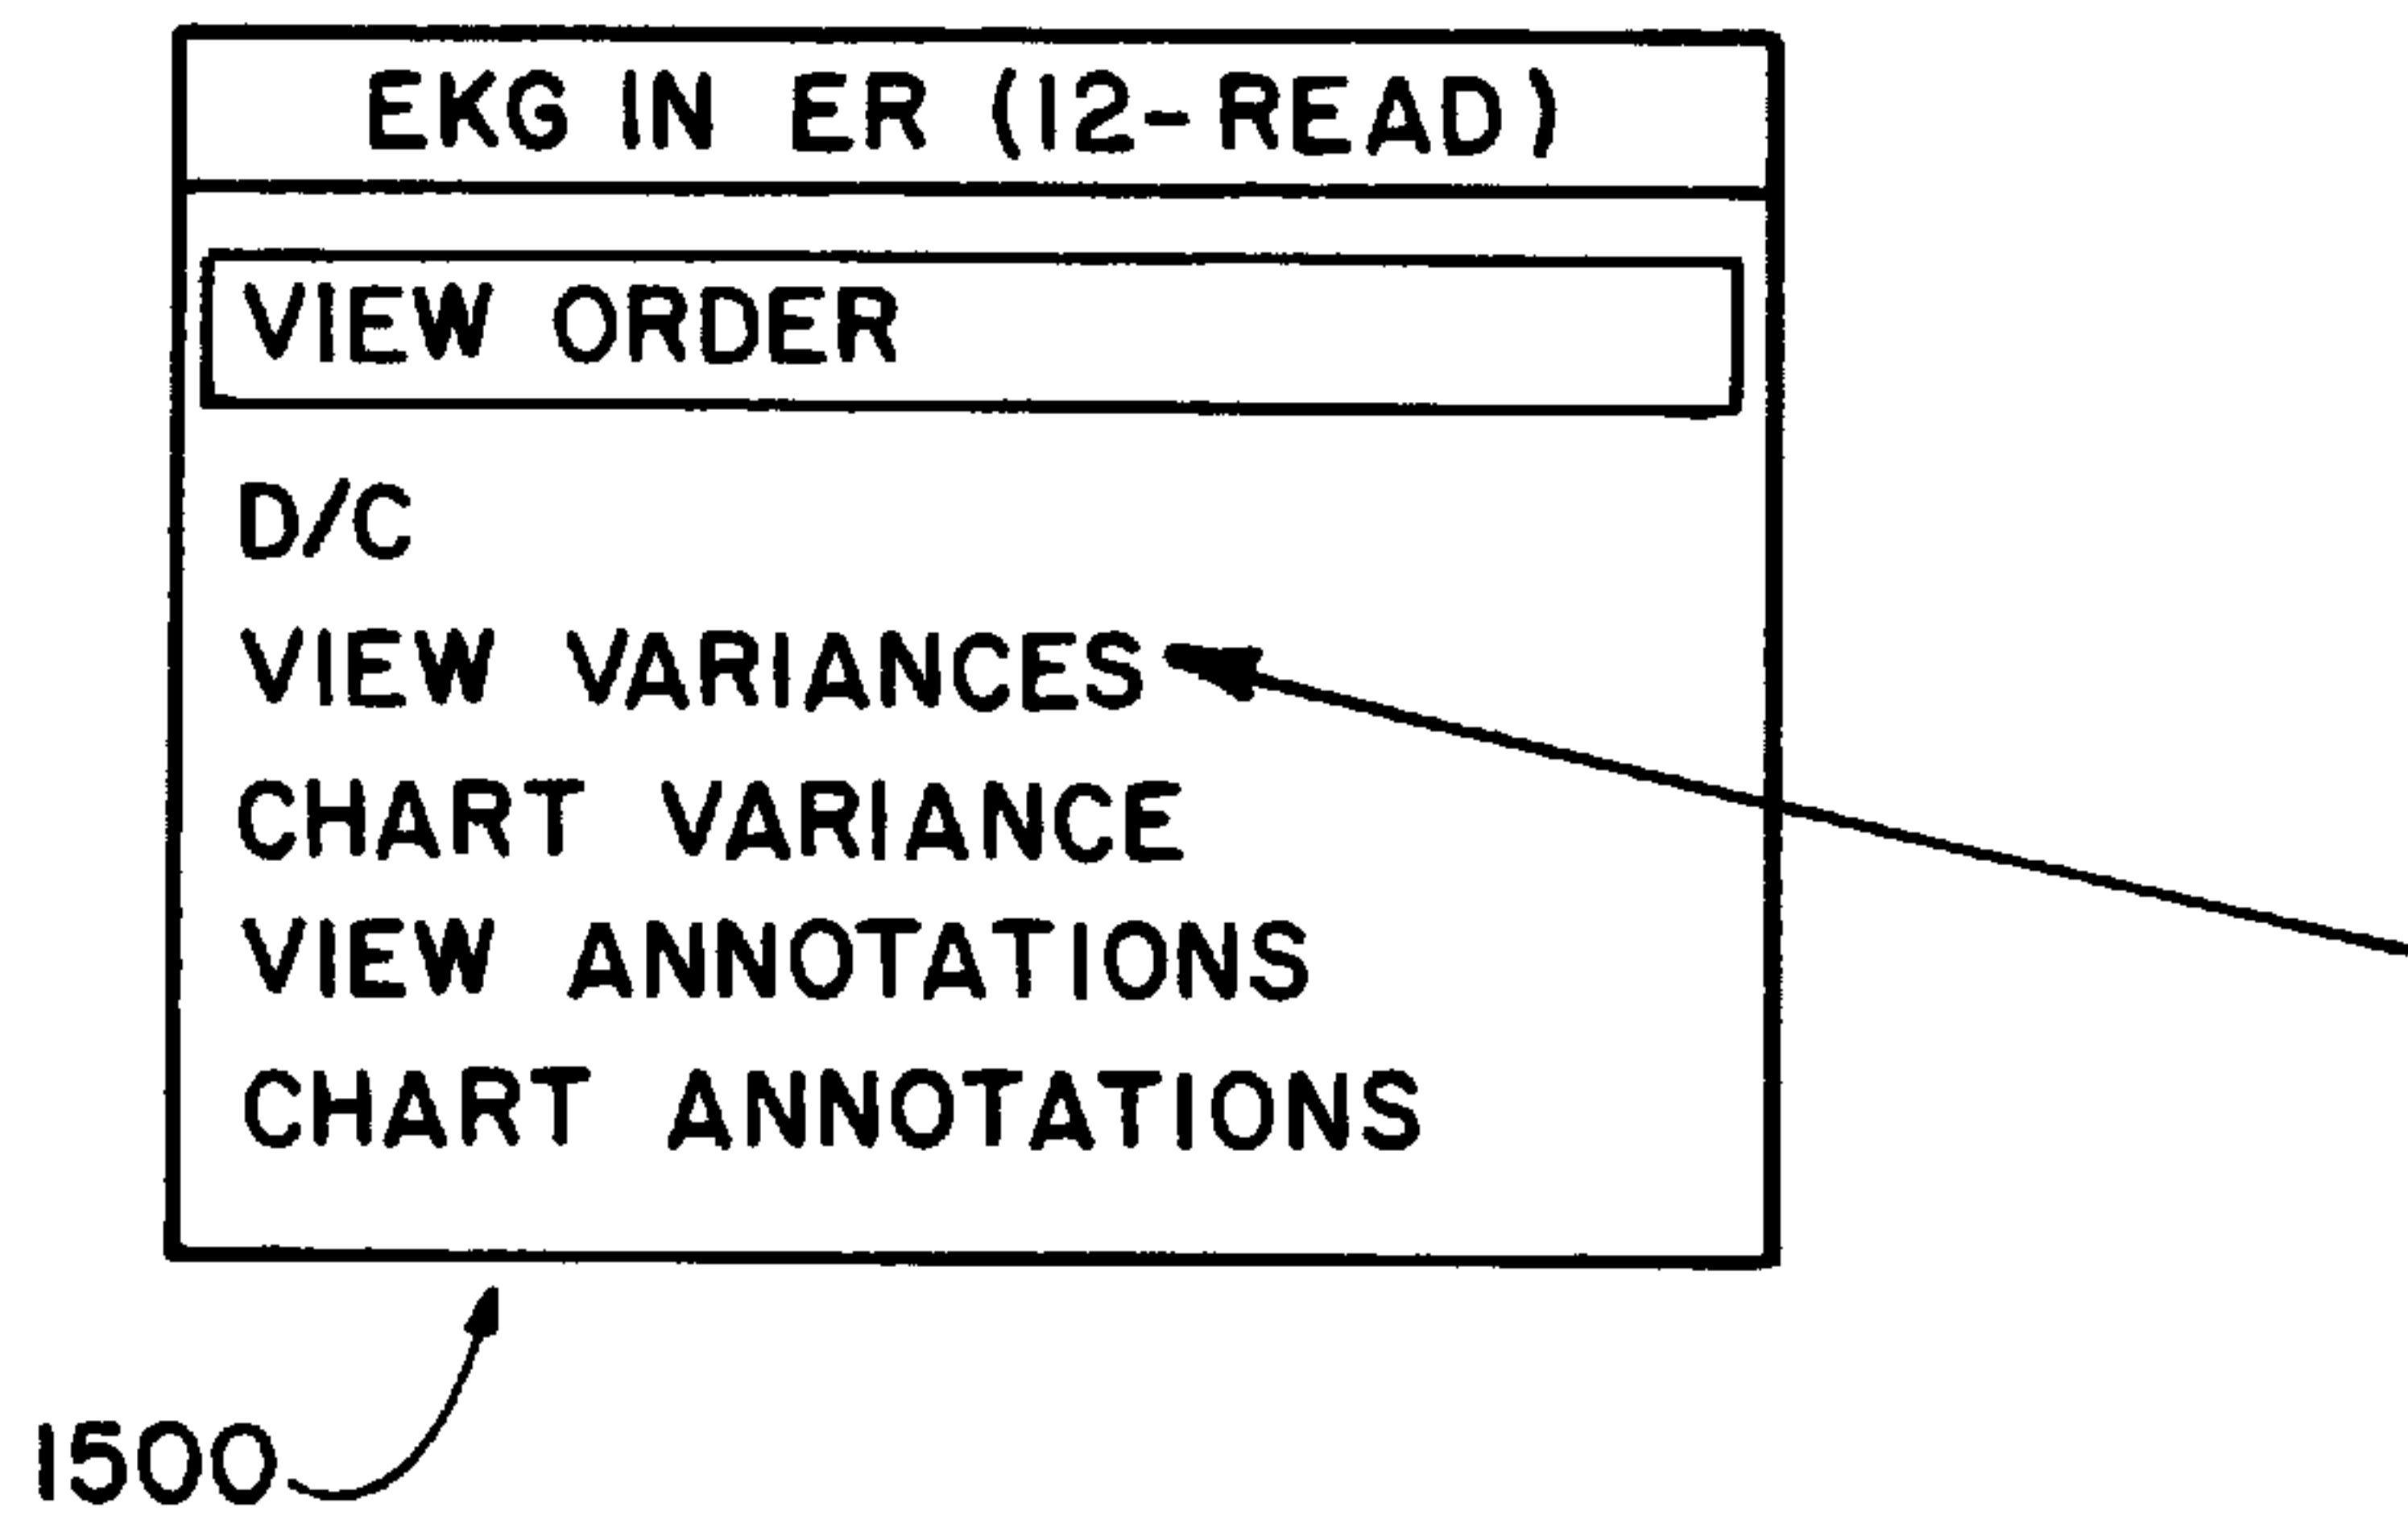 EKG IN ER (12-READ)
VIEW ORDER
D/C
VIEW VARIANCES
CHART VARIANCE
VIEW ANNOTATIONS
CHART ANNOTATIONS
1500